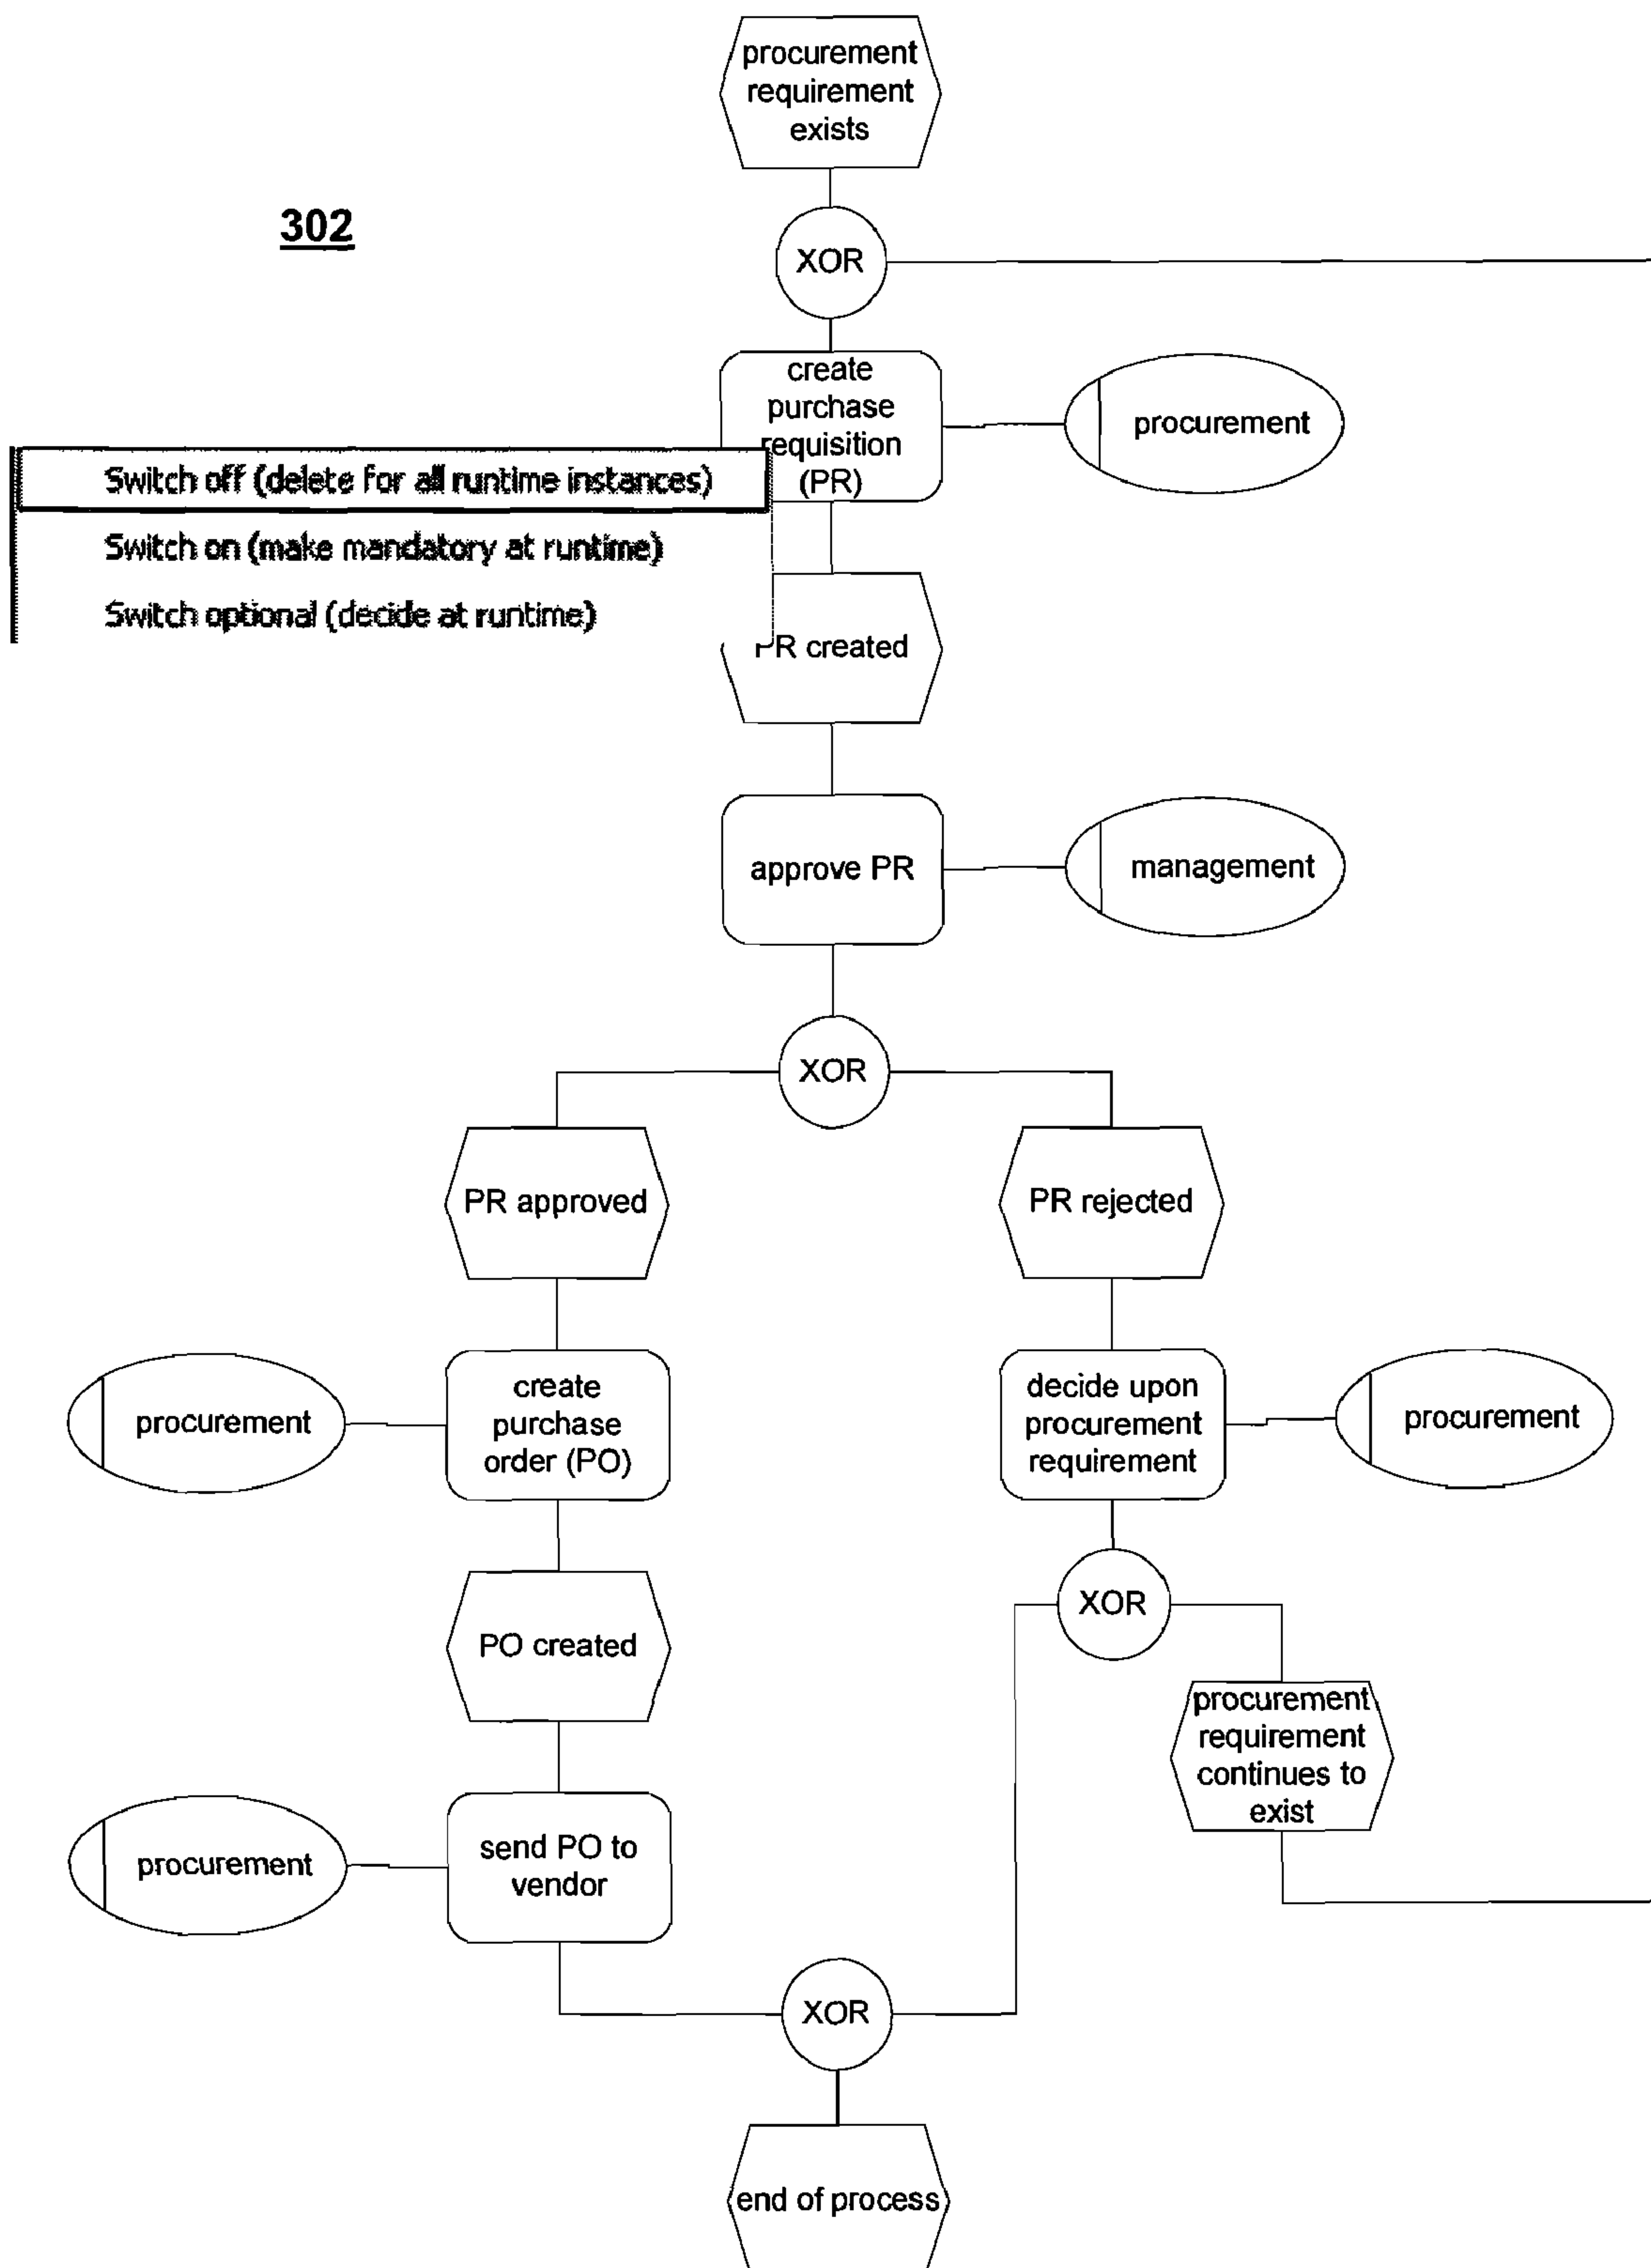 procurement
requirement
exists
302
XOR
create
purchase
requisition
(PR)
procurement
Switch off (delete for all runtime instances)
Switch on (make mandatory at runtime)
Switch optional (decide at runtime)
PR created
approve PR
management
XOR
PR approved
PR rejected
procurement
create
purchase
order (PO)
decide upon
procurement
requirement
procurement
PO created
XOR
procurement
requirement
continues to
exist
procurement
send PO to
vendor
XOR
end of process